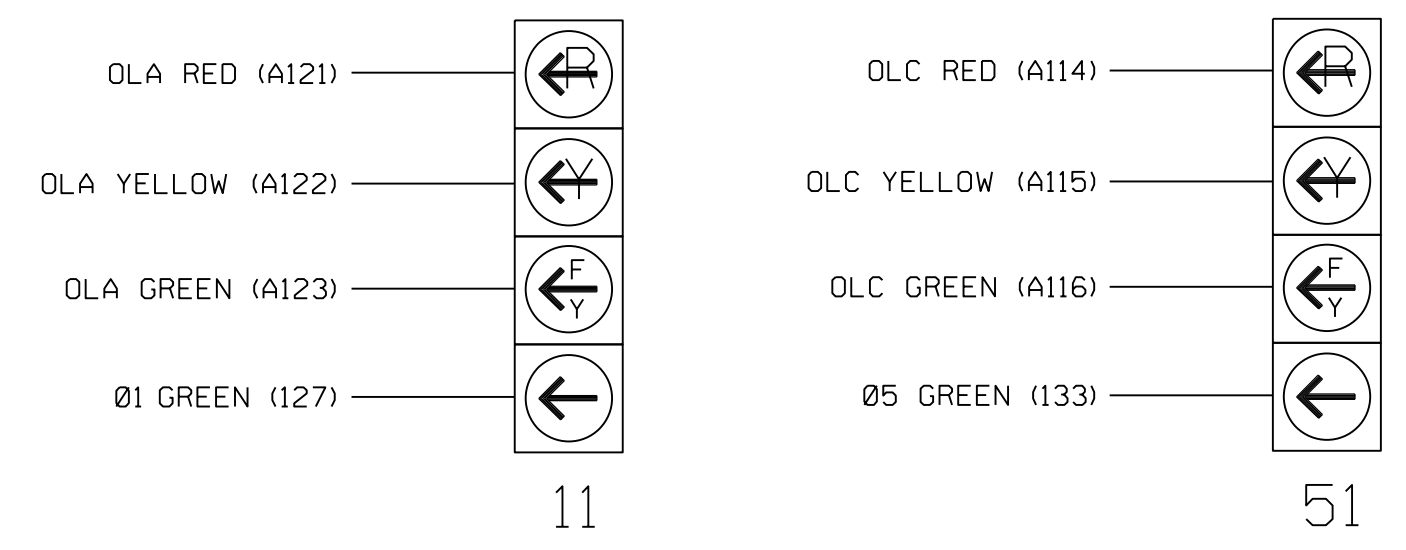 OLA RED (A121)
R
OLA YELLOW (A122)
Y
OLA GREEN (A123)
F
Y
Ø1 GREEN (127)
11
OLC RED (A114)
R
OLC YELLOW (A115)
Y
OLC GREEN (A116)
F
Y
Ø5 GREEN (133)
51